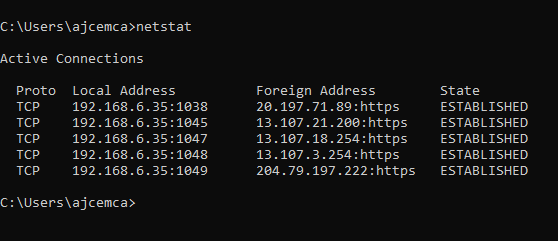 C:\Users\ajcemca>netstat
Active Connections
Proto  Local Address          Foreign Address        State
TCP    192.168.6.35:1038      20.197.71.89:https     ESTABLISHED
TCP    192.168.6.35:1045      13.107.21.200:https    ESTABLISHED
TCP    192.168.6.35:1047      13.107.18.254:https    ESTABLISHED
TCP    192.168.6.35:1048      13.107.3.254:https     ESTABLISHED
TCP    192.168.6.35:1049      204.79.197.222:https   ESTABLISHED
C:\Users\ajcemca>